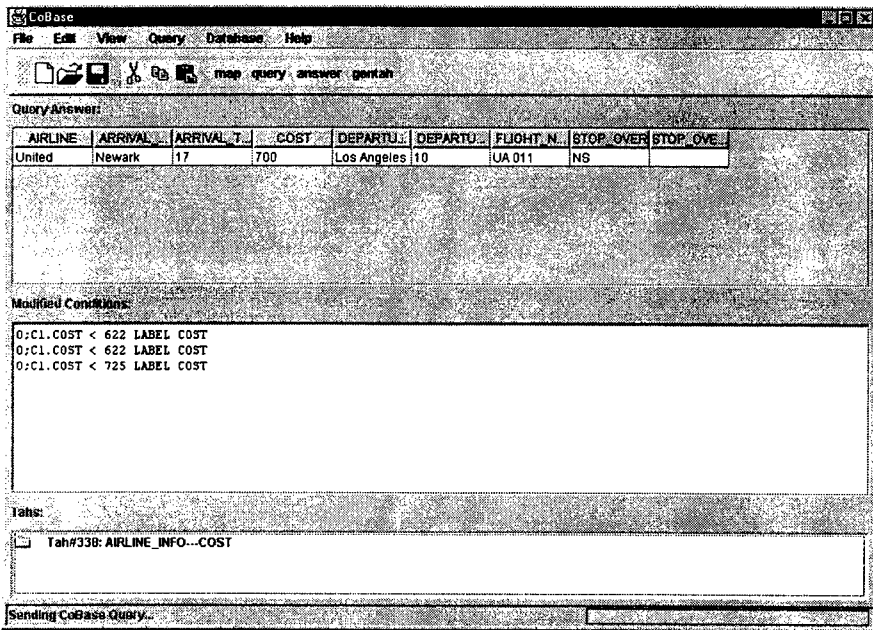 CoBase
File Edit View Query Database Help
map query answer gentah
Query Answer:
AIRLINE ARRIVAL_L... ARRIVAL_T... COST DEPARTU... DEPARTU... FLIGHT_N... STOP_OVER STOP_OVE...
United Newark 17 700 Los Angeles 10 UA 011 NS
Modified Conditions:
0;C1.COST < 622 LABEL COST
0;C1.COST < 622 LABEL COST
0;C1.COST < 725 LABEL COST
Tahs:
Tah#338: AIRLINE_INFO---COST
Sending CoBase Query...